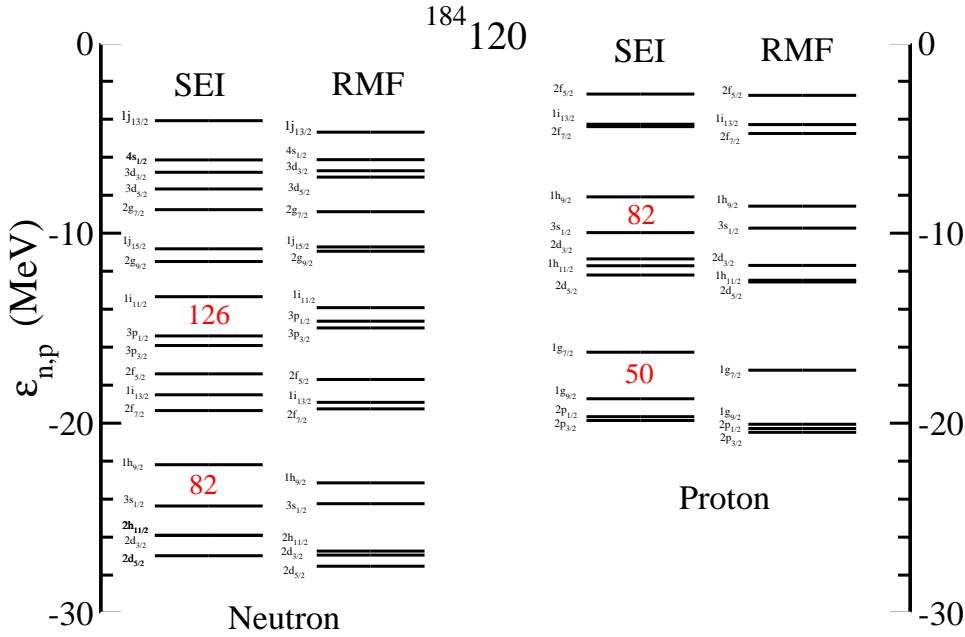 ¹⁸⁴120
0 0
SEI RMF SEI RMF
2f5/2 2f5/2
1j13/2 1j13/2 1i13/2 1i13/2
2f7/2 2f7/2
4s1/2 4s1/2
3d3/2 3d3/2
3d5/2 3d5/2
2g7/2 2g7/2
1h9/2 1h9/2
82
3s1/2 3s1/2
-10 -10
1j15/2 1j15/2
2g9/2 2g9/2
2d3/2 2d3/2
1h11/2 1h11/2
2d5/2 2d5/2
1i11/2 1i11/2
126
3p1/2 3p1/2
3p3/2 3p3/2
1g7/2 1g7/2
50
2f5/2 2f5/2
1i13/2 1i13/2
2f7/2 2f7/2
1g9/2 1g9/2
2p1/2 2p1/2
2p3/2 2p3/2
-20 -20
εn,p (MeV)
1h9/2 1h9/2
82
3s1/2 3s1/2
Proton
2h11/2 2h11/2
2d3/2 2d3/2
2d5/2 2d5/2
-30 -30
Neutron